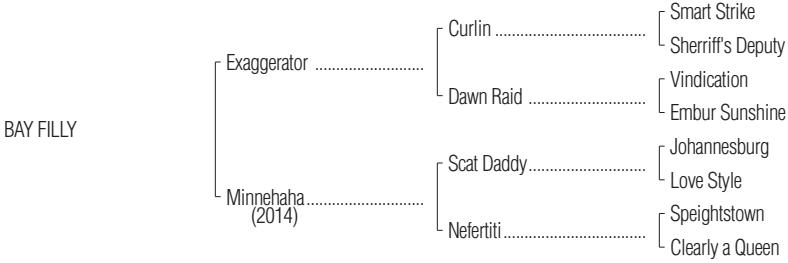 Smart Strike
Curlin ..............................
Sherriff's Deputy
Exaggerator ......................
Vindication
Dawn Raid ........................
Embur Sunshine
BAY FILLY
Johannesburg
Scat Daddy........................
Love Style
Minnehaha........................
(2014)
Speightstown
Nefertiti.............................
Clearly a Queen